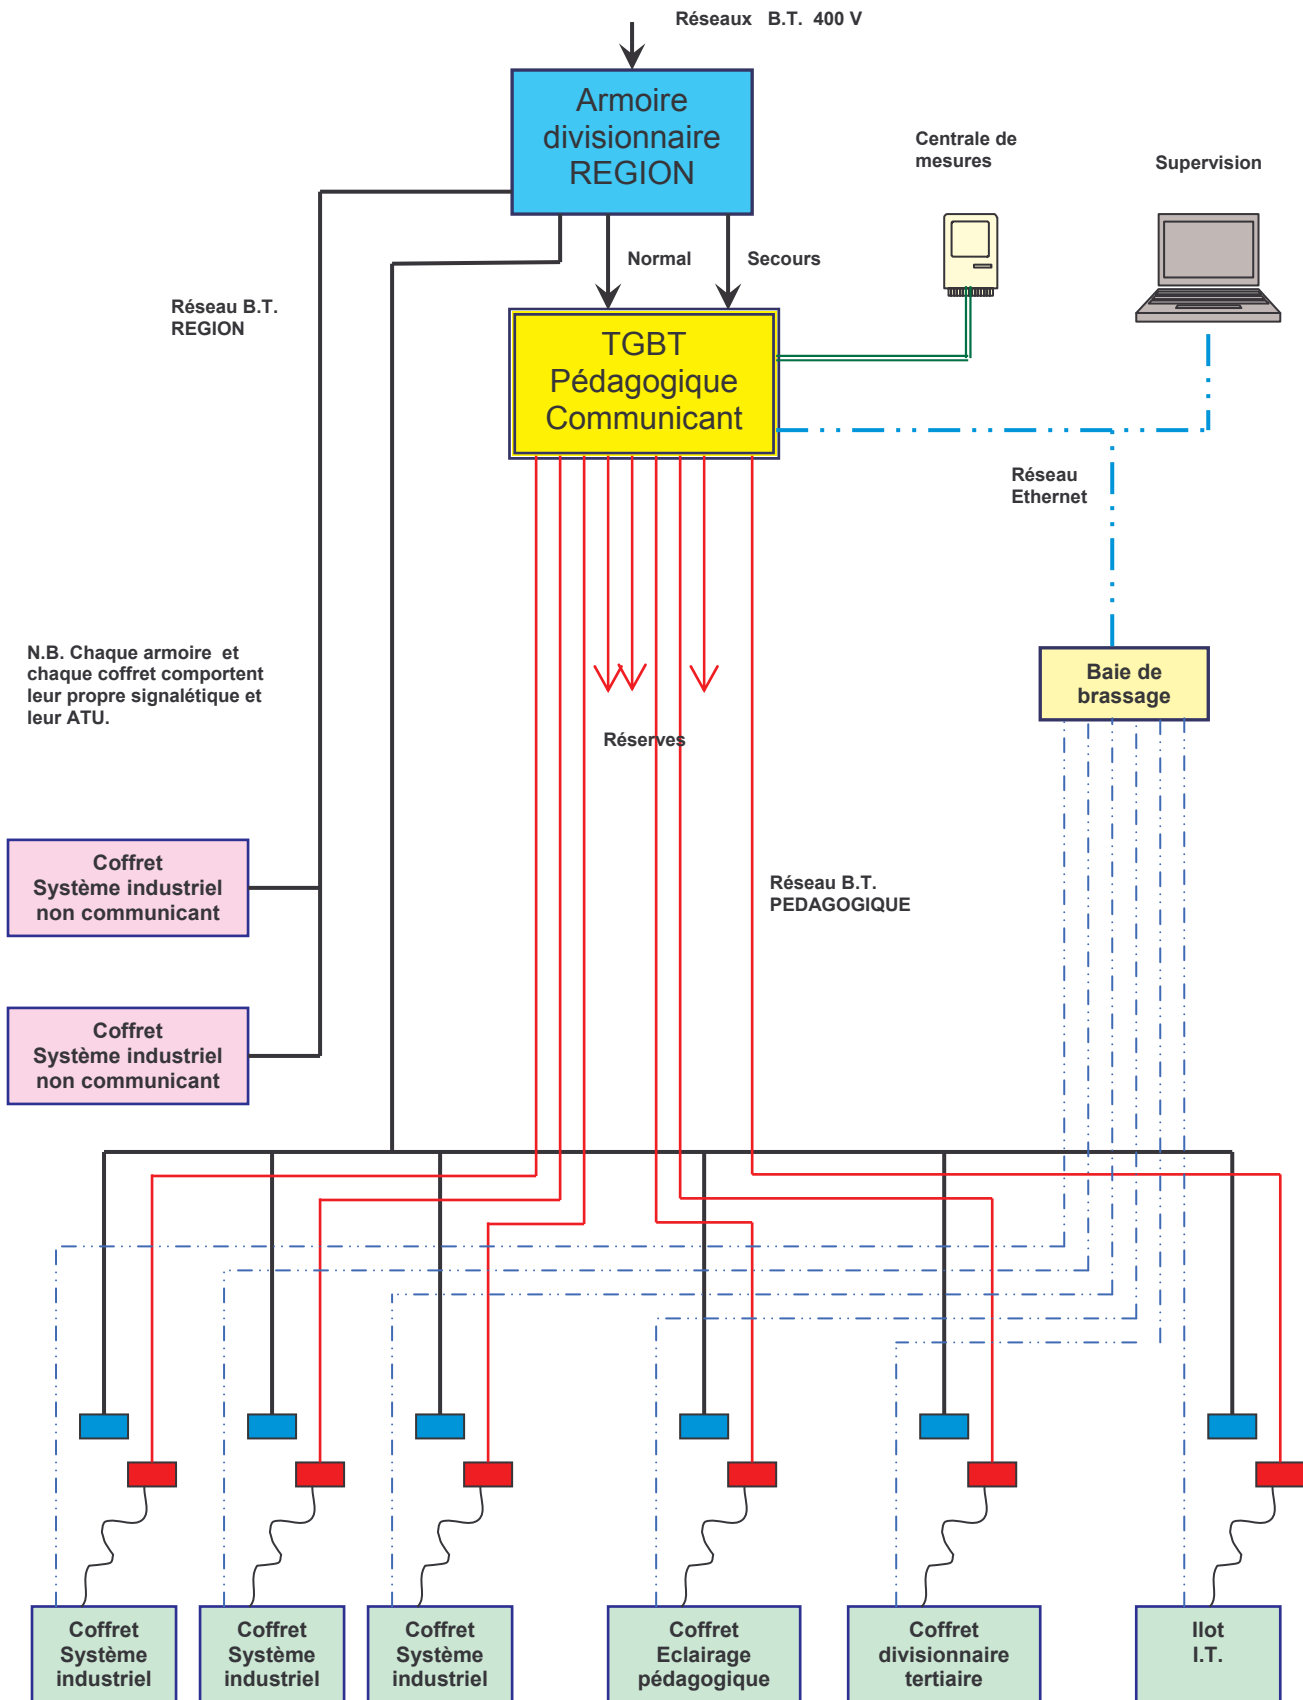 Réseaux B.T. 400 V
Armoire
divisionnaire
REGION
Centrale de
mesures
Supervision
Normal
Secours
Réseau B.T.
REGION
TGBT
Pédagogique
Communicant
Réseau
Ethernet
N.B. Chaque armoire et
chaque coffret comportent
leur propre signalétique et
leur ATU.
Baie de
brassage
Réserves
Coffret
Système industriel
non communicant
Réseau B.T.
PEDAGOGIQUE
Coffret
Système industriel
non communicant
Coffret
Système
industriel
Coffret
Système
industriel
Coffret
Système
industriel
Coffret
Eclairage
pédagogique
Coffret
divisionnaire
tertiaire
Ilot
I.T.